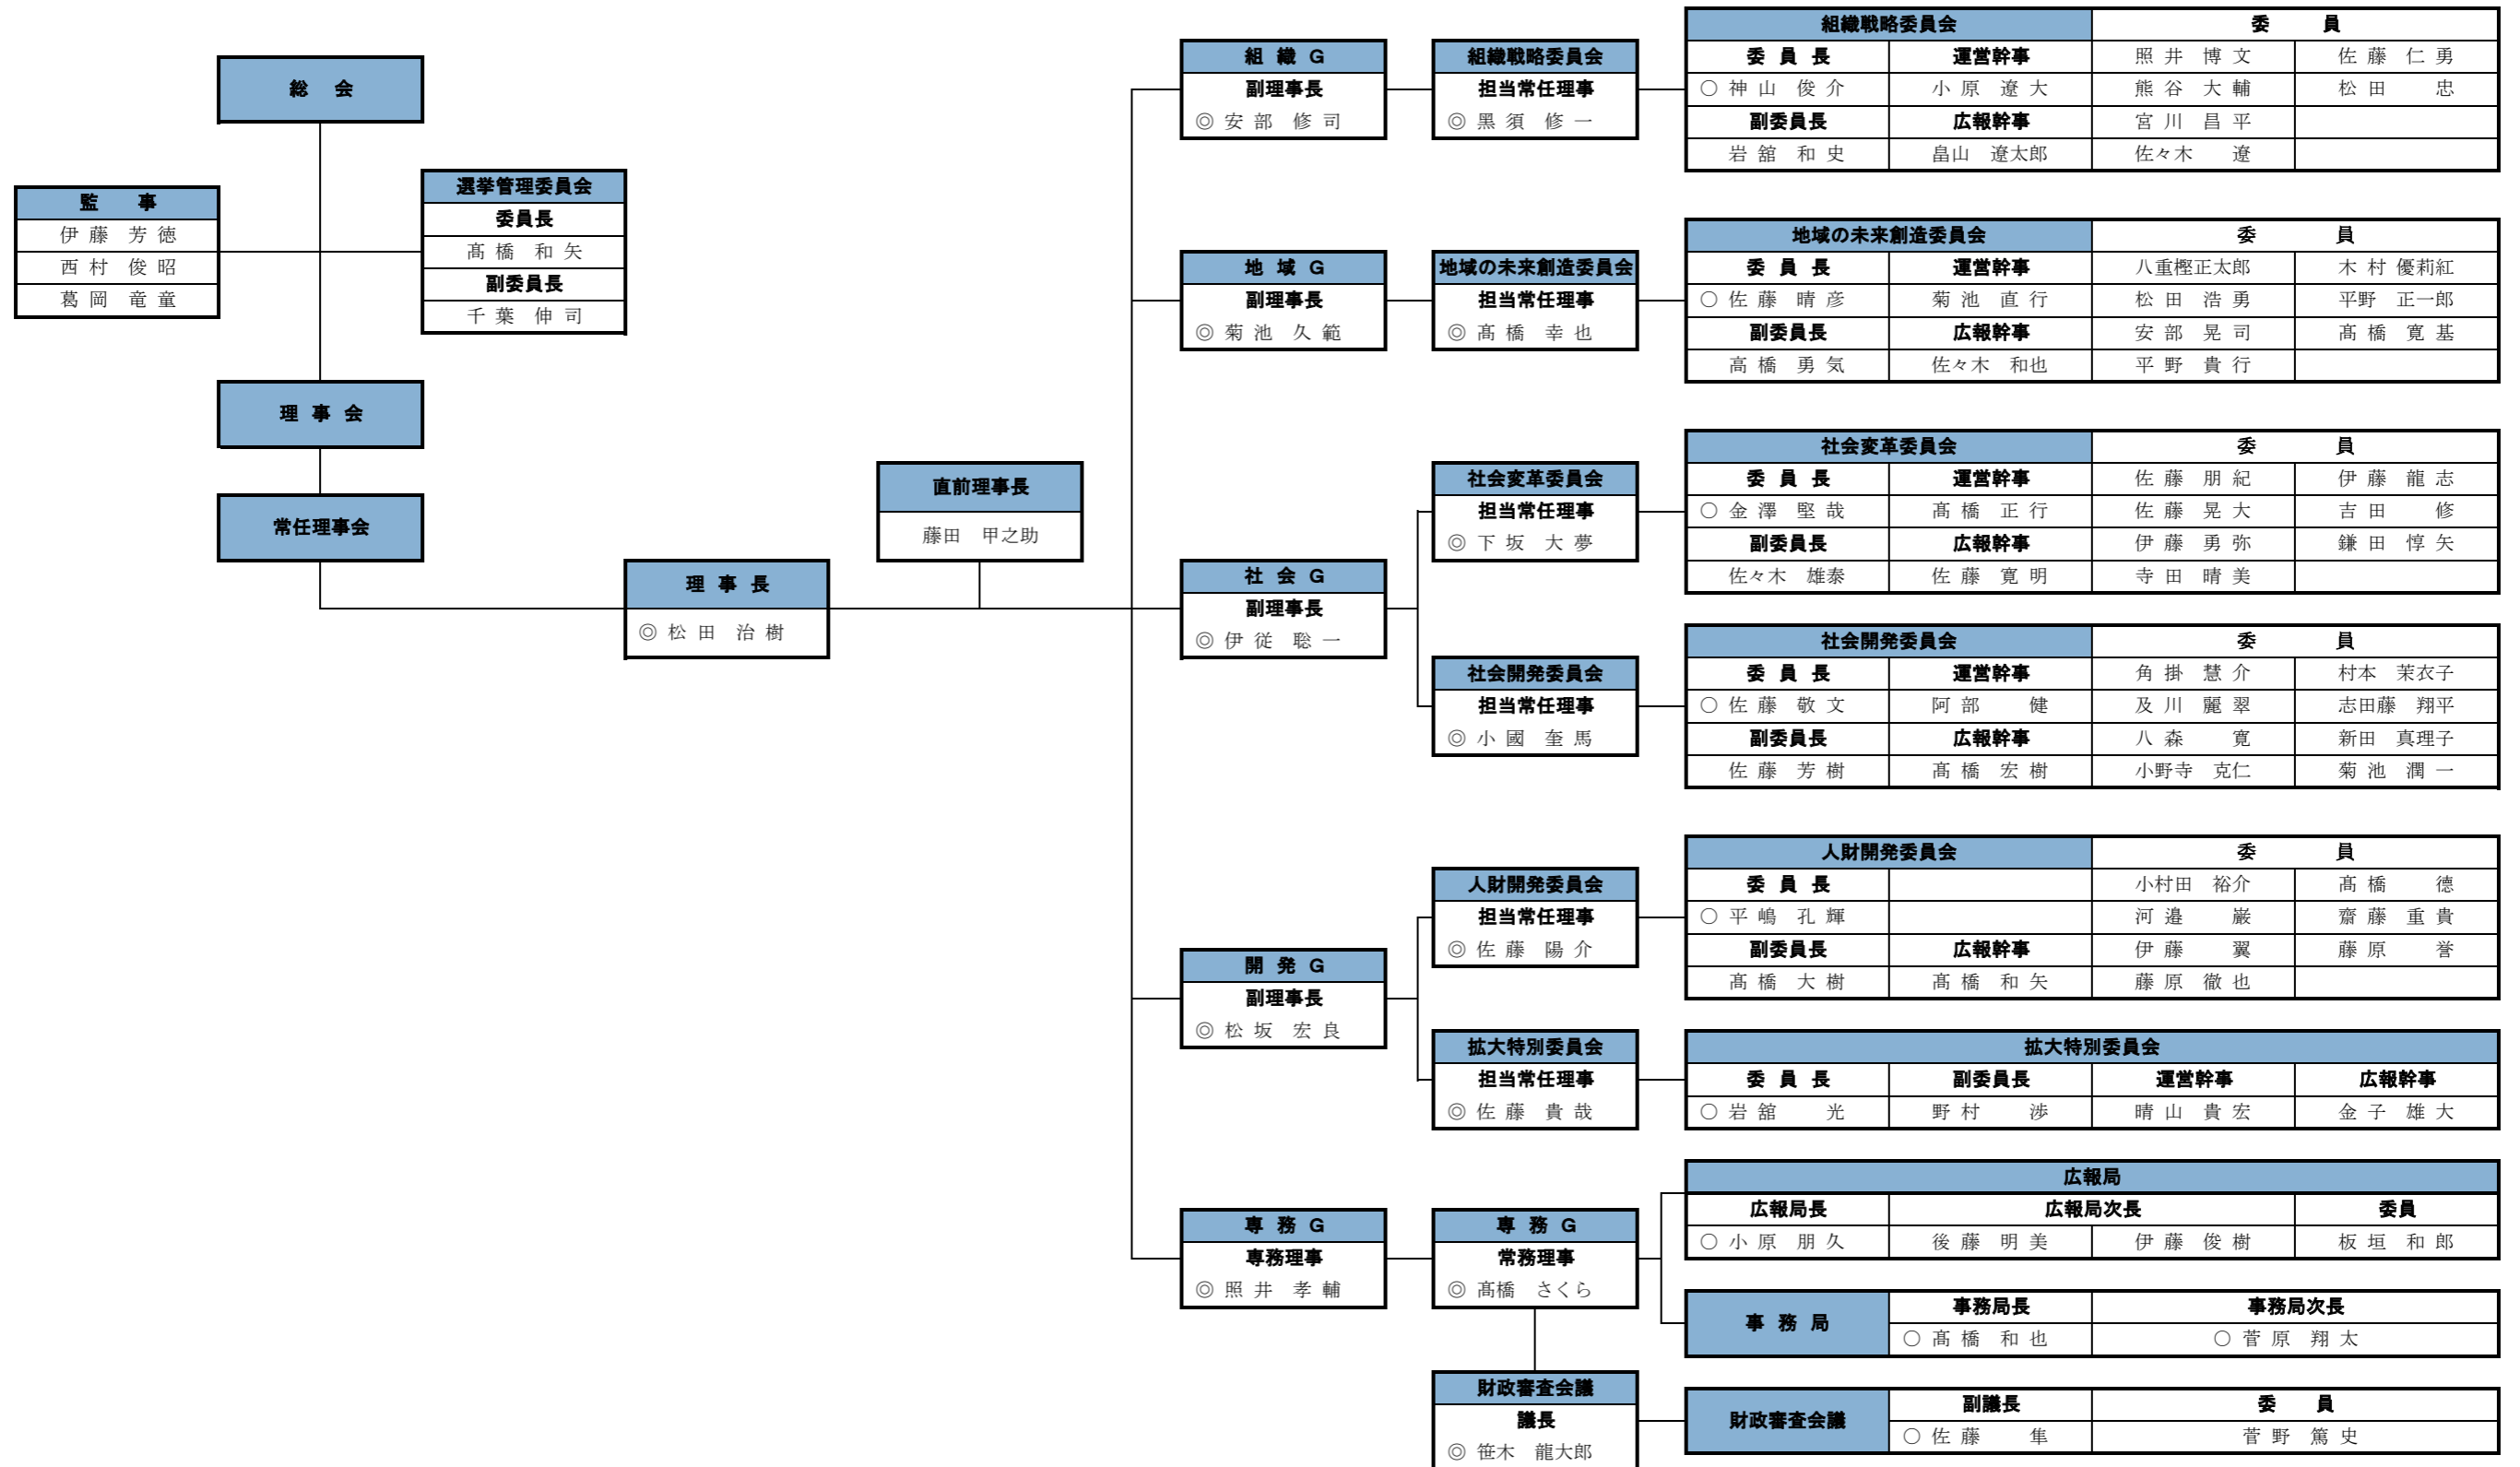 総 会
監 事
伊藤 芳徳
西村 俊昭
葛岡 竜童
選挙管理委員会
委員長
髙橋 和矢
副委員長
千葉 伸司
理 事 会
常任理事会
理 事 長
◎ 松田 治樹
直前理事長
藤田 甲之助
組 織 G
副理事長
◎ 安部 修司
組織戦略委員会
担当常任理事
◎ 黒須 修一
組織戦略委員会 委 員
委 員 長 運営幹事 照井 博文 佐藤 仁勇
○ 神山 俊介 小原 遼大 熊谷 大輔 松田 忠
副委員長 広報幹事 宮川 昌平
岩舘 和史 畠山 遼太郎 佐々木 遼
地 域 G
副理事長
◎ 菊池 久範
地域の未来創造委員会
担当常任理事
◎ 髙橋 幸也
地域の未来創造委員会 委 員
委 員 長 運営幹事 八重樫正太郎 木村 優莉紅
○ 佐藤 晴彦 菊池 直行 松田 浩勇 平野 正一郎
副委員長 広報幹事 安部 晃司 髙橋 寛基
高橋 勇気 佐々木 和也 平野 貴行
社 会 G
副理事長
◎ 伊従 聡一
社会変革委員会
担当常任理事
◎ 下坂 大夢
社会変革委員会 委 員
委 員 長 運営幹事 佐藤 朋紀 伊藤 龍志
○ 金澤 堅哉 髙橋 正行 佐藤 晃大 吉田 修
副委員長 広報幹事 伊藤 勇弥 鎌田 惇矢
佐々木 雄泰 佐藤 寛明 寺田 晴美
社会開発委員会
担当常任理事
◎ 小國 奎馬
社会開発委員会 委 員
委 員 長 運営幹事 角掛 慧介 村本 茉衣子
○ 佐藤 敬文 阿部 健 及川 麗翠 志田藤 翔平
副委員長 広報幹事 八森 寛 新田 真理子
佐藤 芳樹 髙橋 宏樹 小野寺 克仁 菊池 潤一
開 発 G
副理事長
◎ 松坂 宏良
人財開発委員会
担当常任理事
◎ 佐藤 陽介
人財開発委員会 委 員
委 員 長 小村田 裕介 髙橋 德
○ 平嶋 孔輝 河邉 巌 齋藤 重貴
副委員長 広報幹事 伊藤 翼 藤原 誉
髙橋 大樹 髙橋 和矢 藤原 徹也
拡大特別委員会
担当常任理事
◎ 佐藤 貴哉
拡大特別委員会
委 員 長 副委員長 運営幹事 広報幹事
○ 岩舘 光 野村 渉 晴山 貴宏 金子 雄大
専 務 G
専務理事
◎ 照井 孝輔
専 務 G
常務理事
◎ 髙橋 さくら
広報局
広報局長 広報局次長 委員
○ 小原 朋久 後藤 明美 伊藤 俊樹 板垣 和郎
事 務 局
事務局長 事務局次長
○ 髙橋 和也 ○ 菅原 翔太
財政審査会議
議長
◎ 笹木 龍大郎
財政審査会議
副議長 委 員
○ 佐藤 隼 菅野 篤史